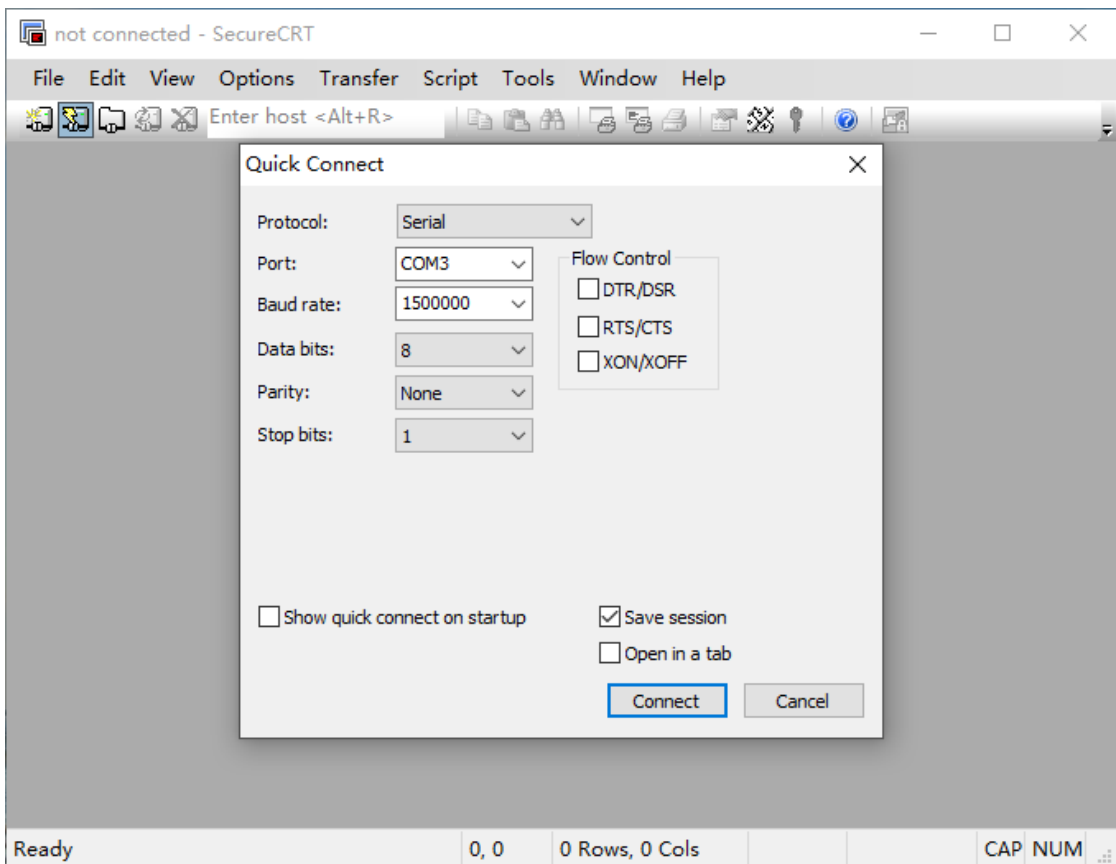 not connected - SecureCRT
File Edit View Options Transfer Script Tools Window Help
Enter host <Alt+R>
Quick Connect
Protocol: Serial
Port: COM3 Flow Control
DTR/DSR
Baud rate: 1500000
RTS/CTS
Data bits: 8
XON/XOFF
Parity: None
Stop bits: 1
Show quick connect on startup Save session
Open in a tab
Connect Cancel
Ready 0, 0 0 Rows, 0 Cols CAP NUM